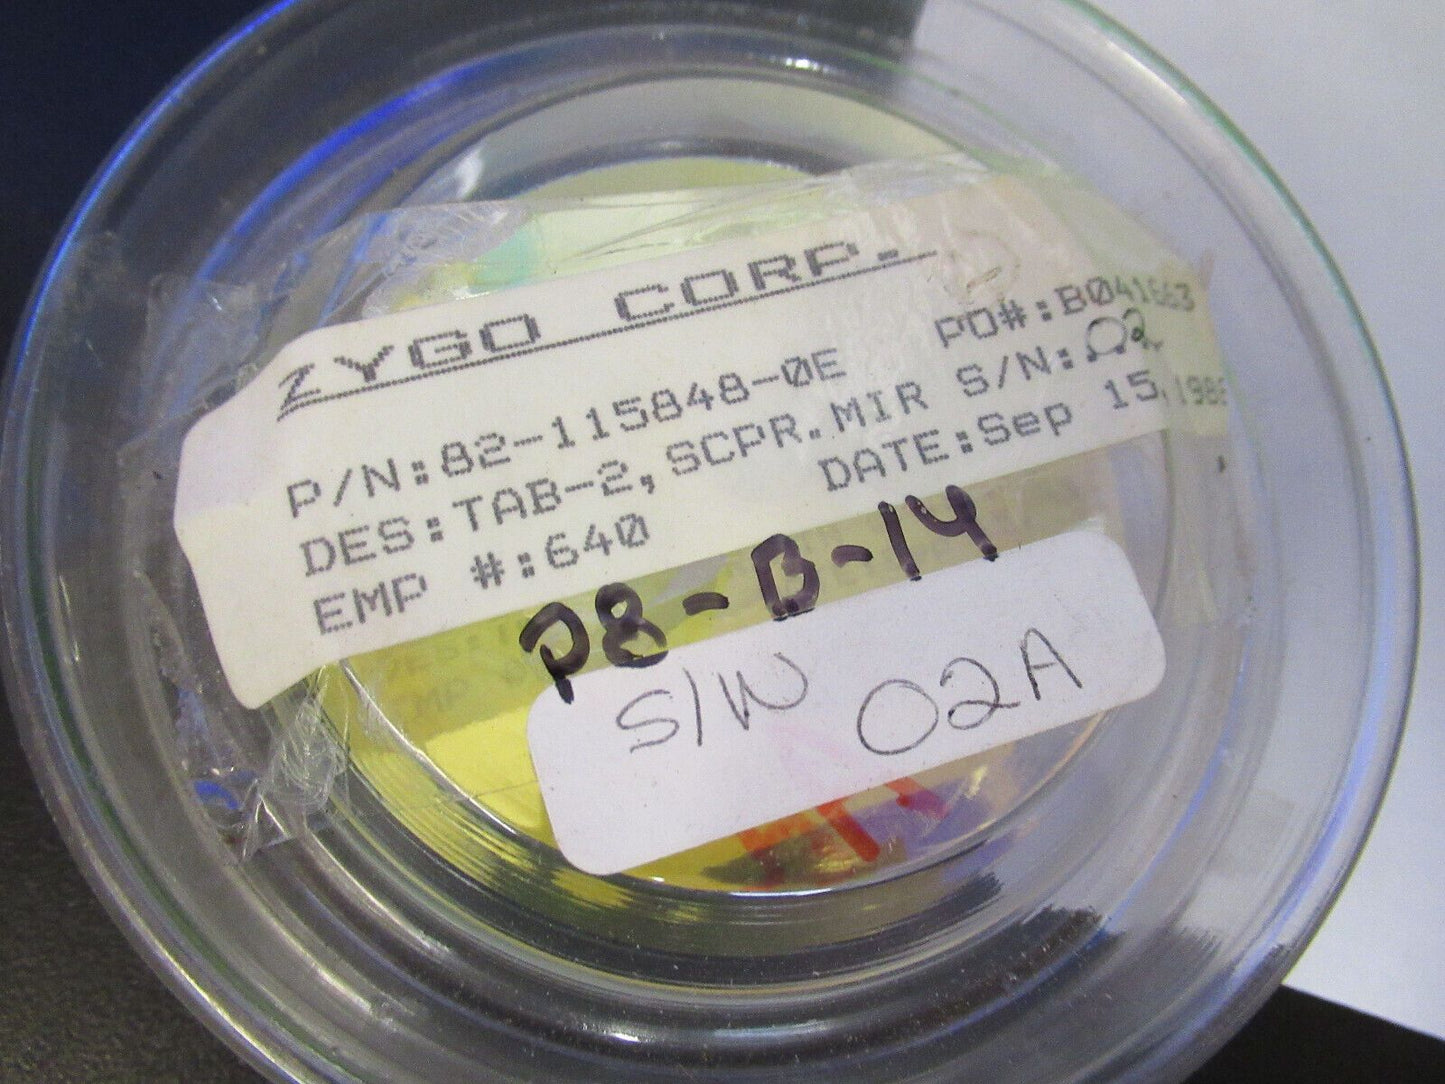 ZYGO CORP.
P/N:82-115848-0E PO#:B041663
DES:TAB-2,SCPR.MIR S/N:02
EMP #:640 DATE:Sep 15,1988
P8-B-14
S/N 02A